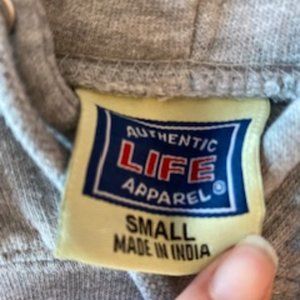 AUTHENTIC
LIFE
APPAREL®
SMALL
MADE IN INDIA